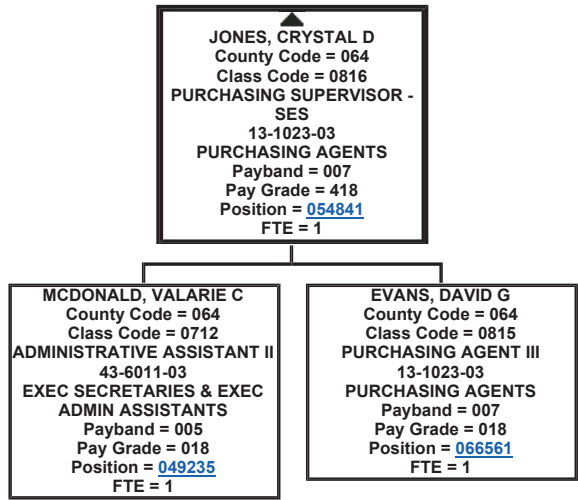 JONES, CRYSTAL D
County Code = 064
Class Code = 0816
PURCHASING SUPERVISOR -
SES
13-1023-03
PURCHASING AGENTS
Payband = 007
Pay Grade = 418
Position = 054841
FTE = 1
MCDONALD, VALARIE C
County Code = 064
Class Code = 0712
ADMINISTRATIVE ASSISTANT II
43-6011-03
EXEC SECRETARIES & EXEC
ADMIN ASSISTANTS
Payband = 005
Pay Grade = 018
Position = 049235
FTE = 1
EVANS, DAVID G
County Code = 064
Class Code = 0815
PURCHASING AGENT III
13-1023-03
PURCHASING AGENTS
Payband = 007
Pay Grade = 018
Position = 066561
FTE = 1